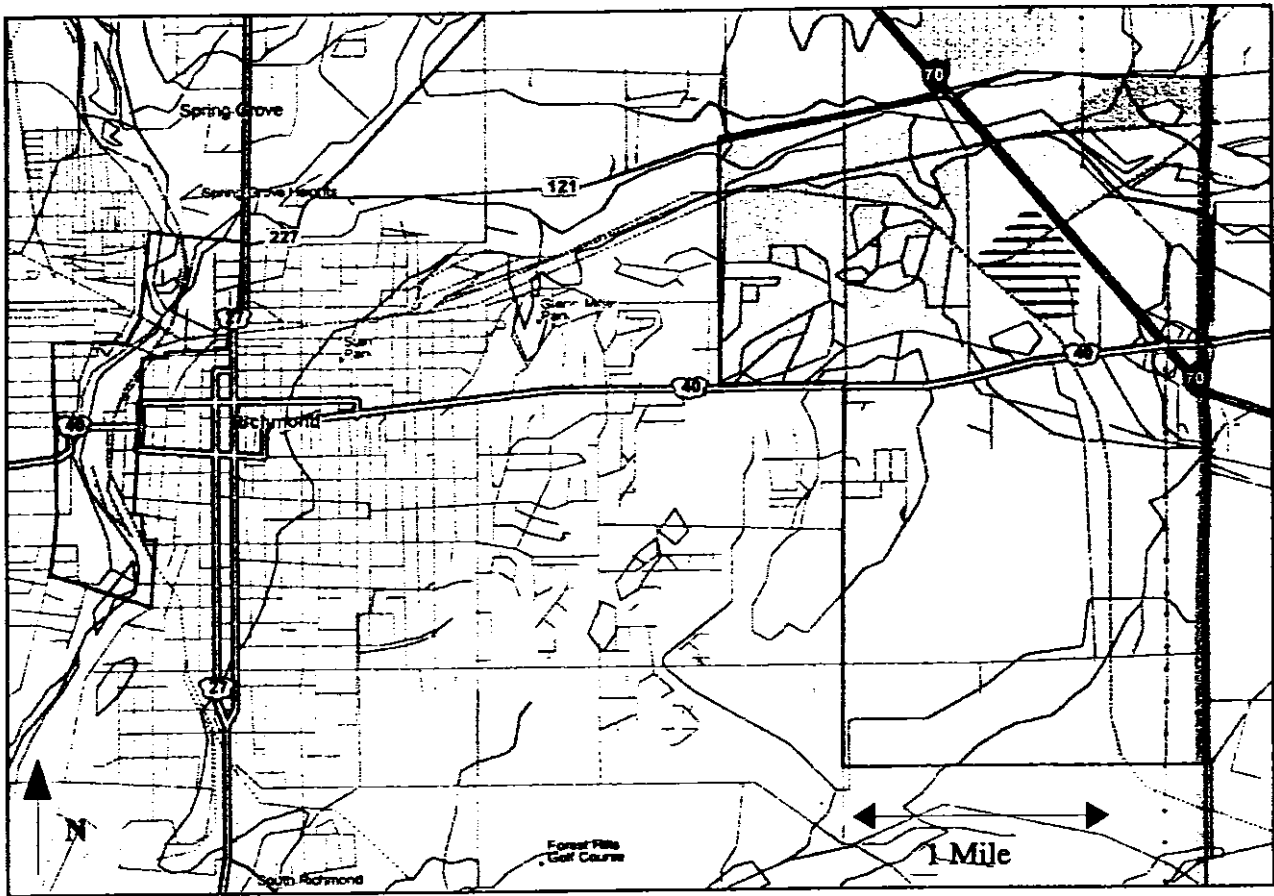 70
Spring Grove
121
Spring Grove Heights
227
27
40
70
40
40
Richmond
27
N
1 Mile
Forest Hills
Golf Course
South Richmond